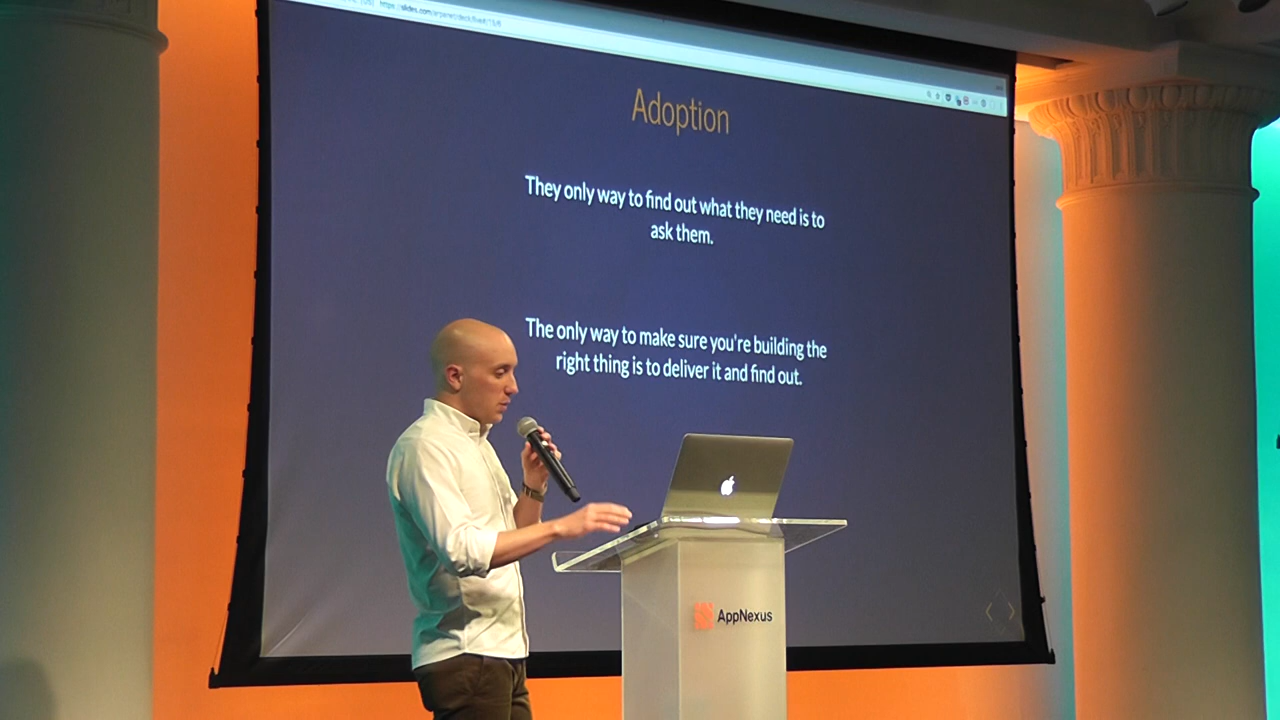 Adoption
They only way to find out what they need is to
ask them.
The only way to make sure you're building the
right thing is to deliver it and find out.
AppNexus